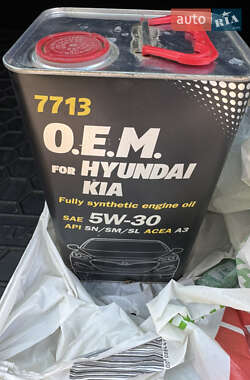 AUTO
RIA
7713
O.E.M.
FOR HYUNDAI
KIA
Fully synthetic engine oil
SAE 5W-30
API SN/SM/SL ACEA A3